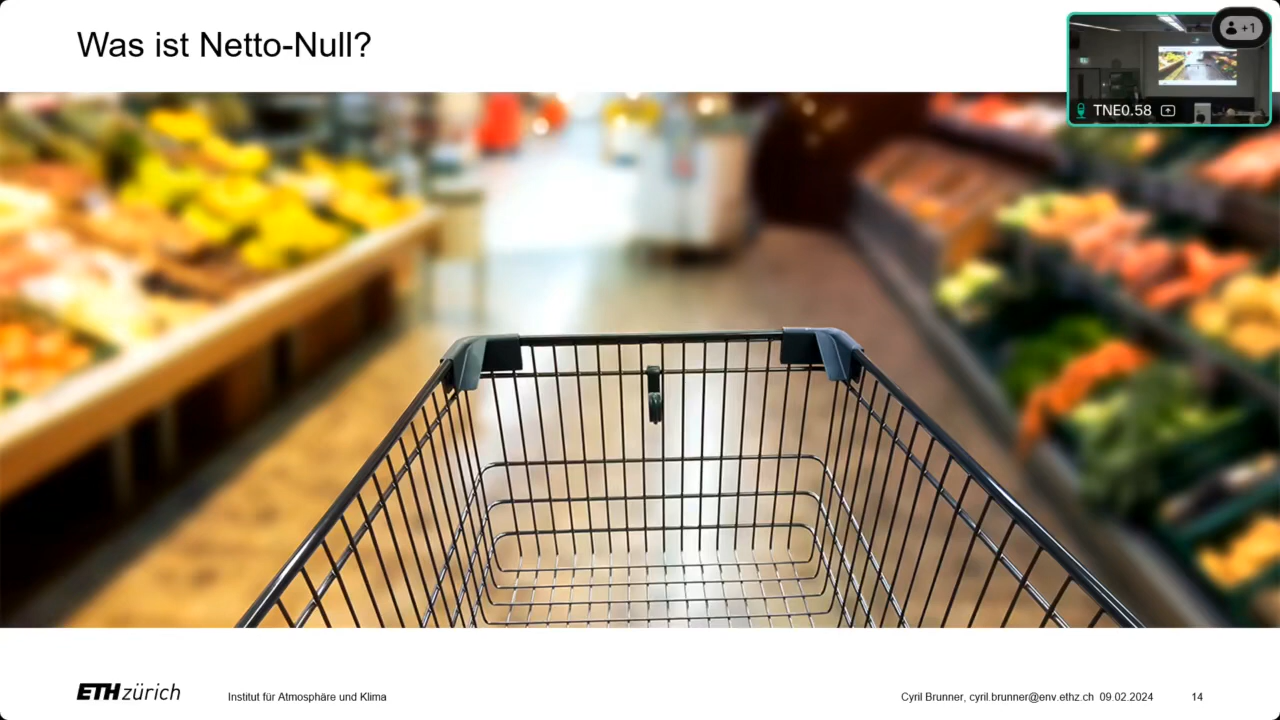 Was ist Netto-Null?
+1
TNE0.58
ETH zürich
Institut für Atmosphäre und Klima
Cyril Brunner, cyril.brunner@env.ethz.ch 09.02.2024
14